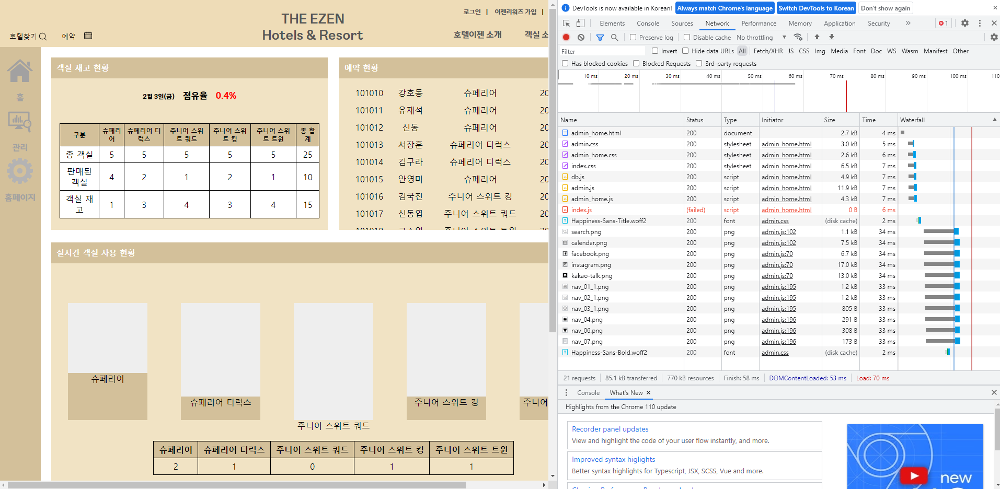 로그인 | 이젠리워즈 가입 |
THE EZEN
Hotels & Resort
호텔찾기 예약
호텔이젠 소개 객실 소
홈
관리
홈페이지
객실 재고 현황
2월 3일(금) 점유율 0.4%
구분 슈페리어 슈페리어 디럭스 주니어 스위트 쿼드 주니어 스위트 킹 주니어 스위트 트윈 총 합계
총 객실 5 5 5 5 5 25
판매된 객실 4 2 1 2 1 10
객실 재고 1 3 4 3 4 15
예약 현황
101010 강호동 슈페리어 20
101011 유재석 슈페리어 20
101012 신동 슈페리어 20
101013 서장훈 슈페리어 디럭스 20
101014 김구라 슈페리어 디럭스 20
101015 안영미 슈페리어 20
101016 김국진 주니어 스위트 킹 20
101017 신동엽 주니어 스위트 쿼드 20
실시간 객실 사용 현황
슈페리어
슈페리어 디럭스
주니어 스위트 쿼드
주니어 스위트 킹
주니어
슈페리어 슈페리어 디럭스 주니어 스위트 쿼드 주니어 스위트 킹 주니어 스위트 트윈
2 1 0 1 1
DevTools is now available in Korean! Always match Chrome's language Switch DevTools to Korean Don't show again
Elements Console Sources Network Performance Memory Application Security » 1
Preserve log Disable cache No throttling
Filter Invert Hide data URLs All Fetch/XHR JS CSS Img Media Font Doc WS Wasm Manifest Other
Has blocked cookies Blocked Requests 3rd-party requests
10 ms 20 ms 30 ms 40 ms 50 ms 60 ms 70 ms 80 ms 90 ms 100 ms 110
Name Status Type Initiator Size Time Waterfall
admin_home.html 200 document 2.7 kB 4 ms
admin.css 200 stylesheet admin_home.html 3.0 kB 5 ms
admin_home.css 200 stylesheet admin_home.html 2.6 kB 6 ms
index.css 200 stylesheet admin_home.html 6.5 kB 7 ms
db.js 200 script admin_home.html 4.9 kB 7 ms
admin.js 200 script admin_home.html 11.9 kB 7 ms
admin_home.js 200 script admin_home.html 4.3 kB 7 ms
index.js (failed) script admin_home.html 0 B 6 ms
Happiness-Sans-Title.woff2 200 font admin.css (disk cache) 2 ms
search.png 200 png admin.js:102 1.1 kB 34 ms
calendar.png 200 png admin.js:102 7.5 kB 34 ms
facebook.png 200 png admin.js:70 6.7 kB 34 ms
instagram.png 200 png admin.js:70 17.0 kB 34 ms
kakao-talk.png 200 png admin.js:70 13.0 kB 34 ms
nav_01_1.png 200 png admin.js:195 1.2 kB 33 ms
nav_02_1.png 200 png admin.js:195 1.2 kB 33 ms
nav_03_1.png 200 png admin.js:195 805 B 33 ms
nav_04.png 200 png admin.js:196 291 B 33 ms
nav_06.png 200 png admin.js:196 308 B 33 ms
nav_07.png 200 png admin.js:196 173 B 33 ms
Happiness-Sans-Bold.woff2 200 font admin.css (disk cache) 2 ms
21 requests 85.1 kB transferred 770 kB resources Finish: 58 ms DOMContentLoaded: 53 ms Load: 70 ms
Console What's New
Highlights from the Chrome 110 update
Recorder panel updates
View and highlight the code of your user flow instantly, and more.
Improved syntax higlights
Better syntax highlights for Typescript, JSX, SCSS, Vue and more.
new